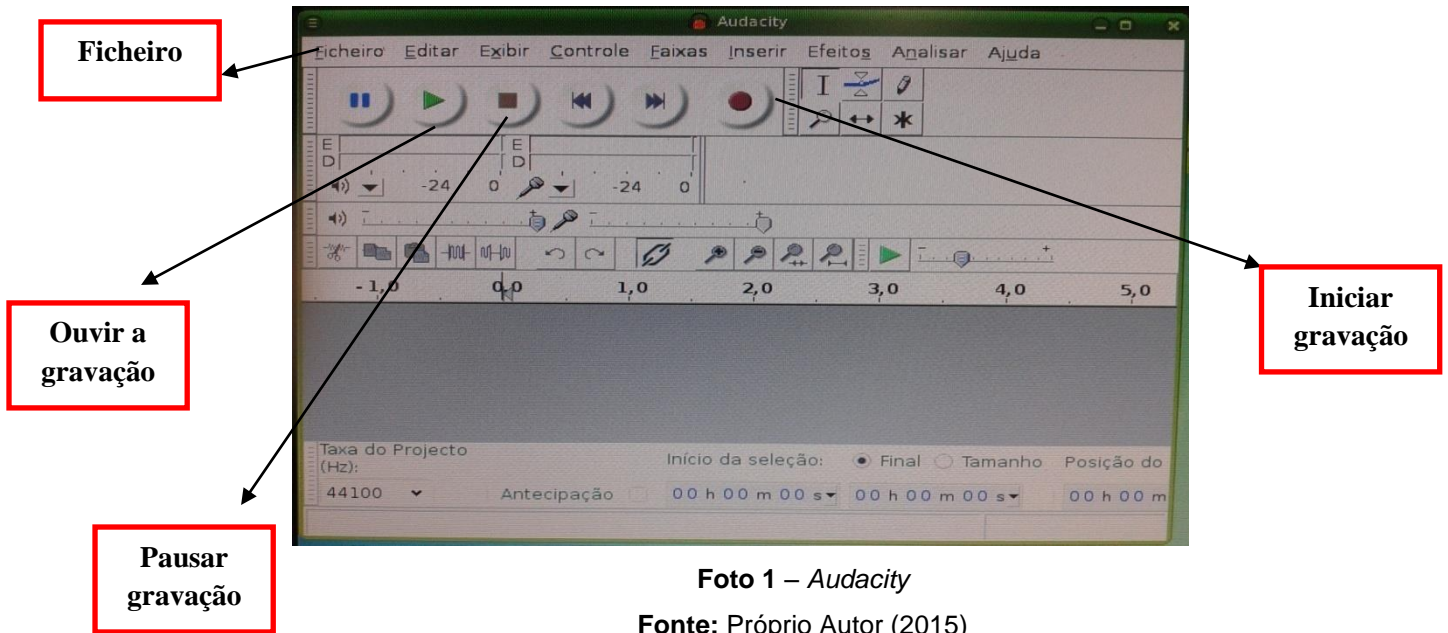 Ficheiro
Audacity
Ficheiro Editar Exibir Controle Faixas Inserir Efeitos Analisar Ajuda
E E
D D
-24 0 -24 0
- +
- +
- +
- 1,0 0,0 1,0 2,0 3,0 4,0 5,0
Ouvir a
gravação
Iniciar
gravação
Taxa do Projecto
(Hz):
Início da seleção: Final Tamanho Posição do
44100 Antecipação 00 h 00 m 00 s 00 h 00 m 00 s 00 h 00 m
Pausar
gravação
Foto 1 – Audacity
Fonte: Próprio Autor (2015)